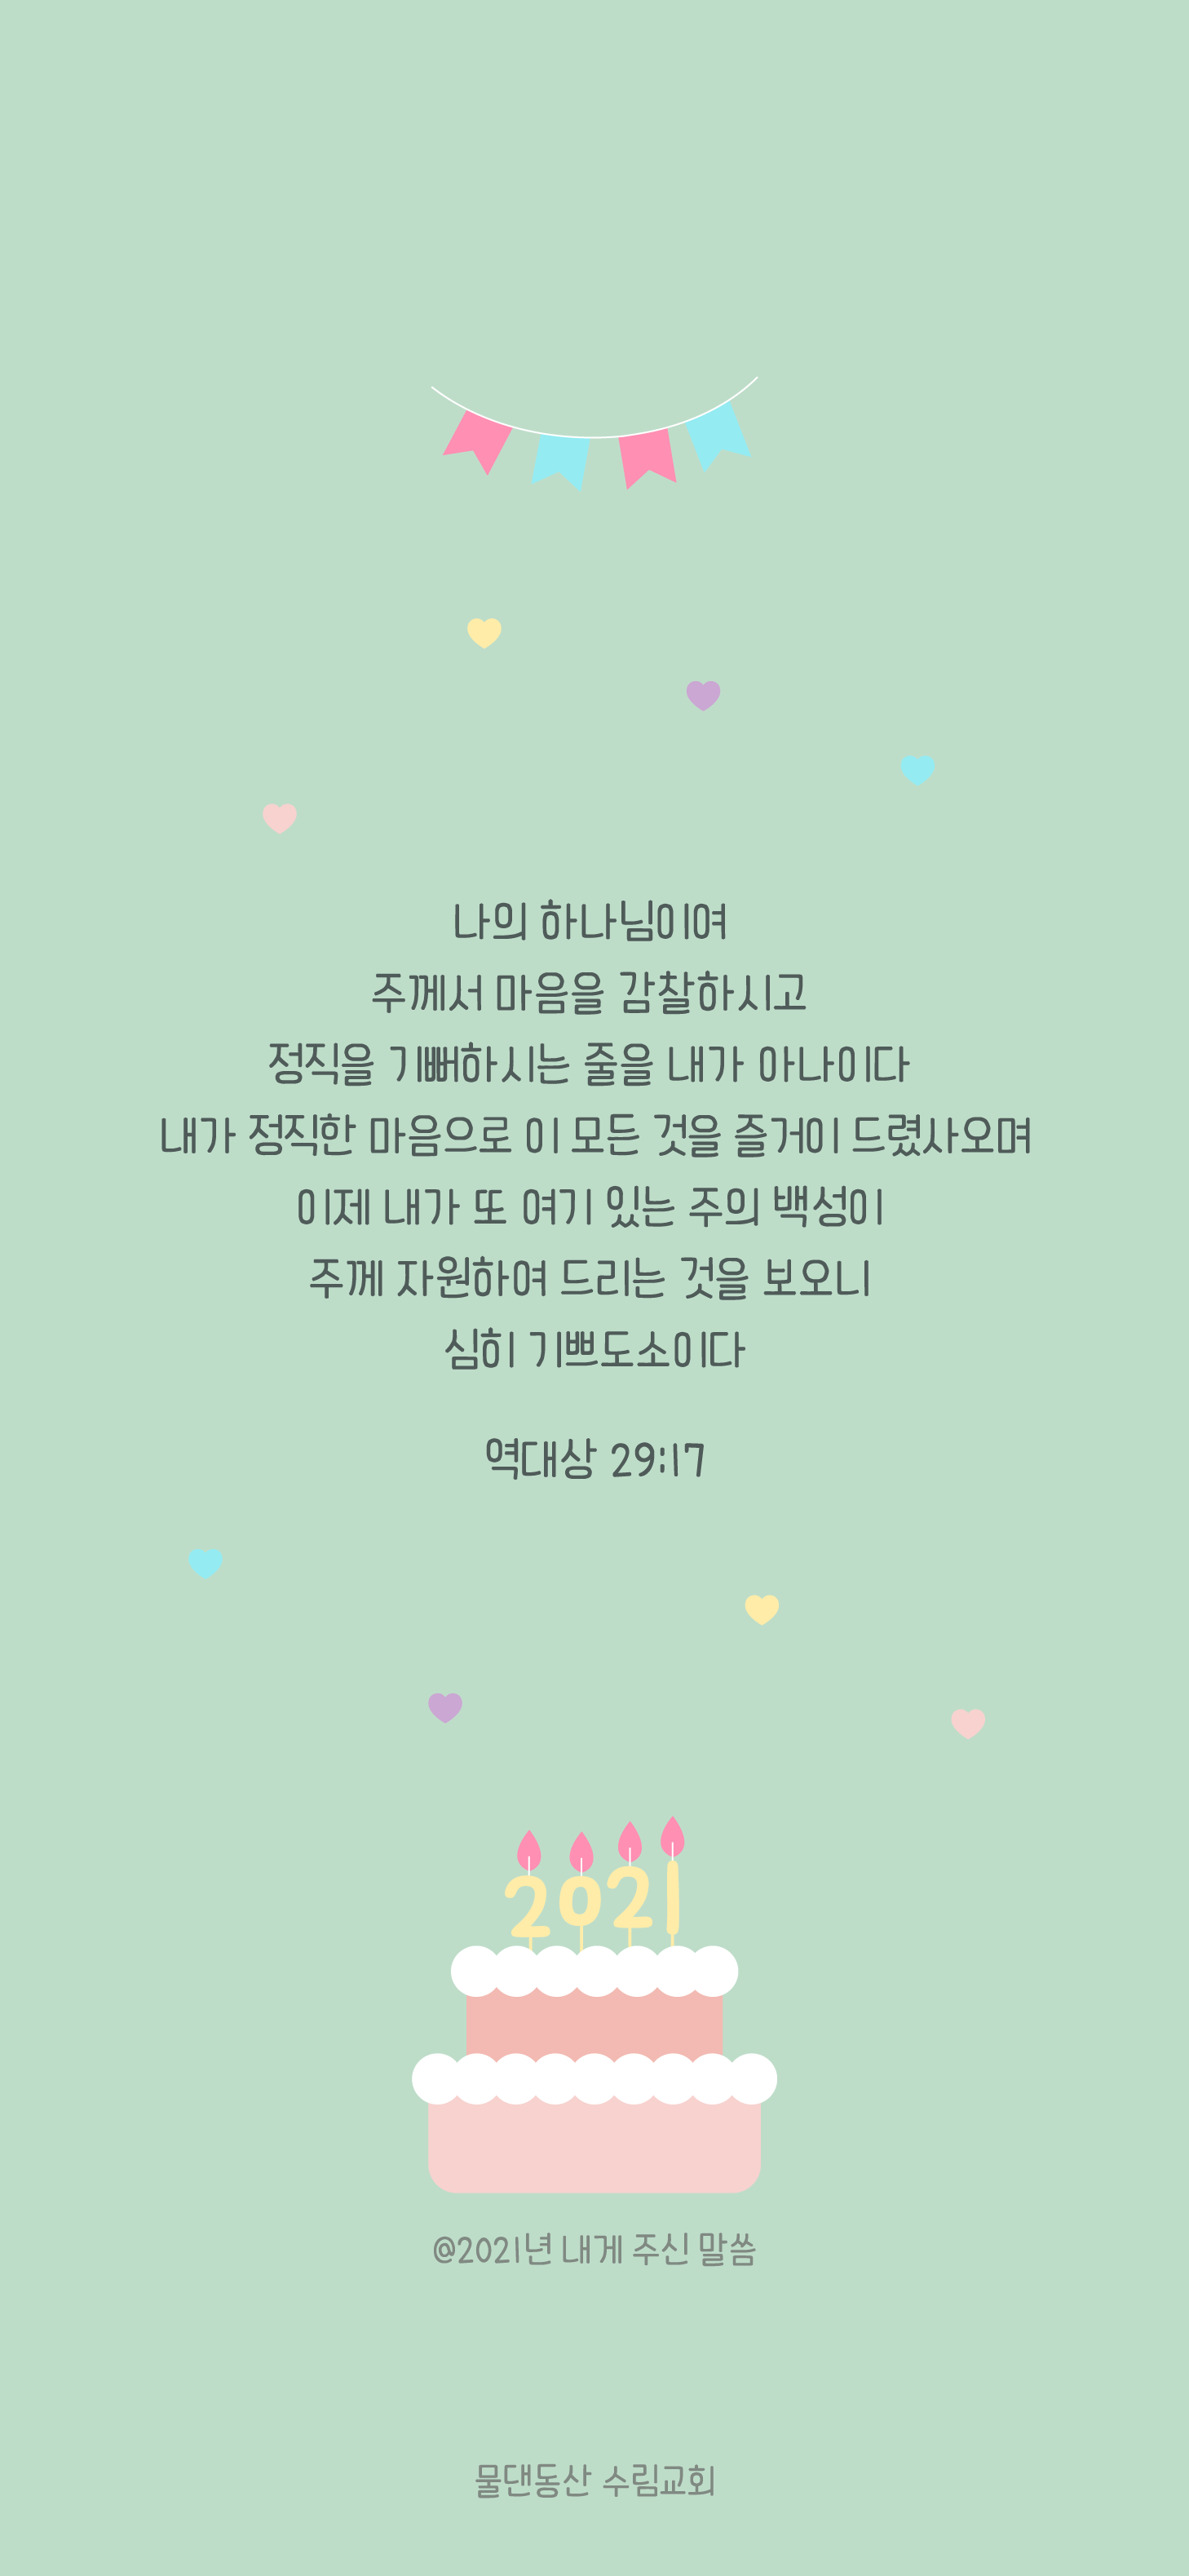 나의 하나님이여
주께서 마음을 감찰하시고
정직을 기뻐하시는 줄을 내가 아나이다
내가 정직한 마음으로 이 모든 것을 즐거이 드렸사오며
이제 내가 또 여기 있는 주의 백성이
주께 자원하여 드리는 것을 보오니
심히 기쁘도소이다
역대상 29:17
2021
@2021년 내게 주신 말씀
물댄동산 수림교회